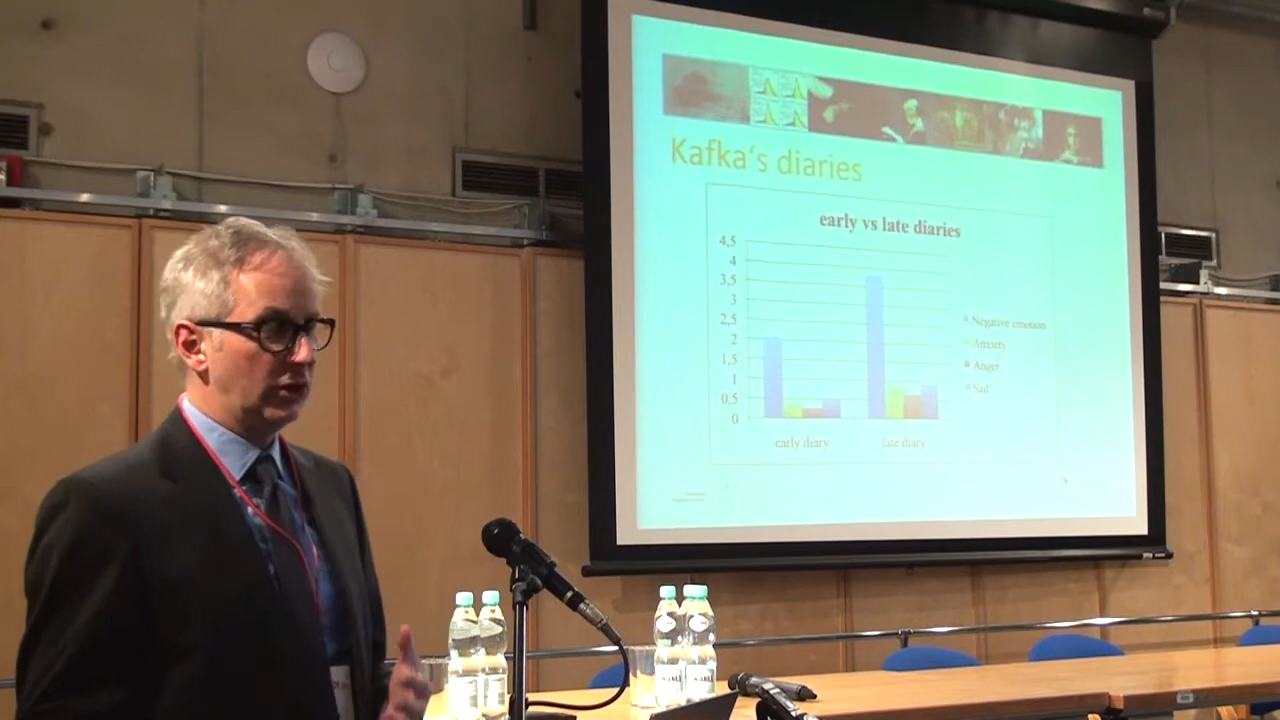 Kafka's diaries
early vs late diaries
4,5
4
3,5
3
2,5
2
1,5
1
0,5
0
early diary
late diary
Negative emotion
Anxiety
Anger
Sad